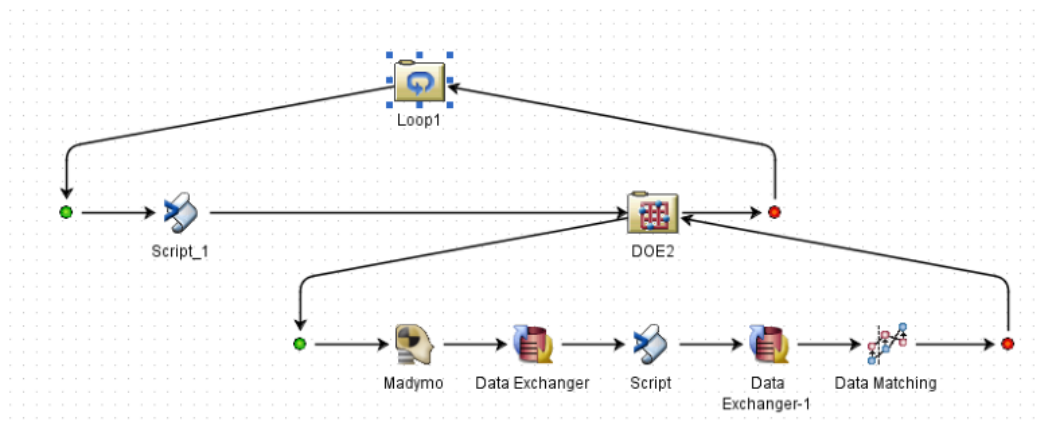 Loop1
Script_1
DOE2
Madymo
Data Exchanger
Script
Data
Exchanger-1
Data Matching